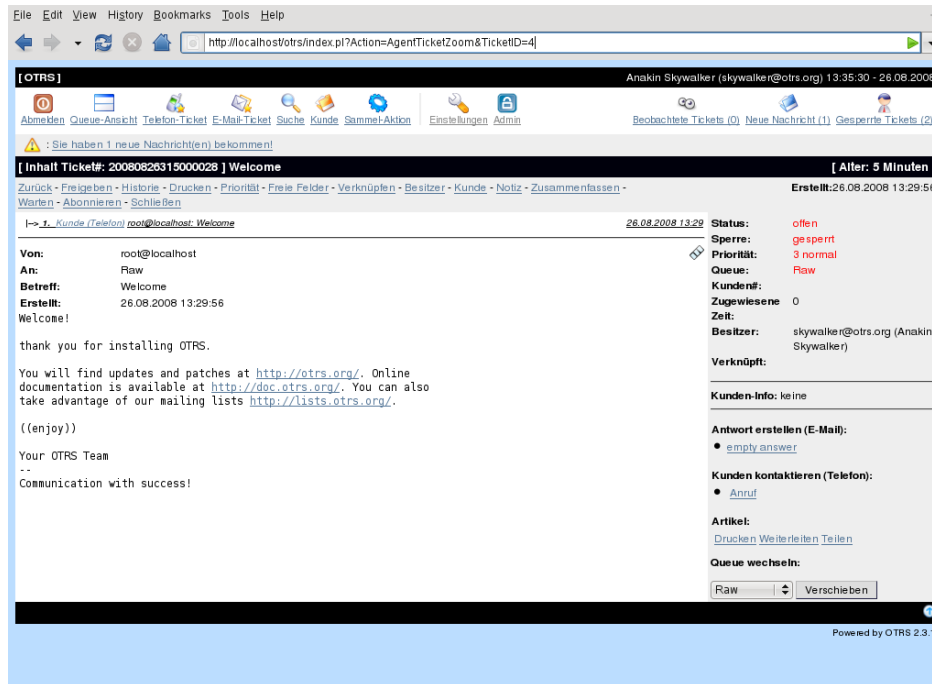 File Edit View History Bookmarks Tools Help
http://localhost/otrs/index.pl?Action=AgentTicketZoom&TicketID=4
[ OTRS ] Anakin Skywalker (skywalker@otrs.org) 13:35:30 - 26.08.2008
Abmelden Queue-Ansicht Telefon-Ticket E-Mail-Ticket Suche Kunde Sammel-Aktion Einstellungen Admin Beobachtete Tickets (0) Neue Nachricht (1) Gesperrte Tickets (2)
: Sie haben 1 neue Nachricht(en) bekommen!
[ Inhalt Ticket#: 20080826315000028 ] Welcome [ Alter: 5 Minuten
Zurück - Freigeben - Historie - Drucken - Priorität - Freie Felder - Verknüpfen - Besitzer - Kunde - Notiz - Zusammenfassen -
Warten - Abonnieren - Schließen
Erstellt:26.08.2008 13:29:56
|--> 1. Kunde (Telefon) root@localhost: Welcome 26.08.2008 13:29
Von: root@localhost
An: Raw
Betreff: Welcome
Erstellt: 26.08.2008 13:29:56
Welcome!
thank you for installing OTRS.
You will find updates and patches at http://otrs.org/. Online
documentation is available at http://doc.otrs.org/. You can also
take advantage of our mailing lists http://lists.otrs.org/.
((enjoy))
Your OTRS Team
--
Communication with success!
Status: offen
Sperre: gesperrt
Priorität: 3 normal
Queue: Raw
Kunden#:
Zugewiesene 0
Zeit:
Besitzer: skywalker@otrs.org (Anakin
Skywalker)
Verknüpft:
Kunden-Info: keine
Antwort erstellen (E-Mail):
empty answer
Kunden kontaktieren (Telefon):
Anruf
Artikel:
Drucken Weiterleiten Teilen
Queue wechseln:
Raw Verschieben
Powered by OTRS 2.3.